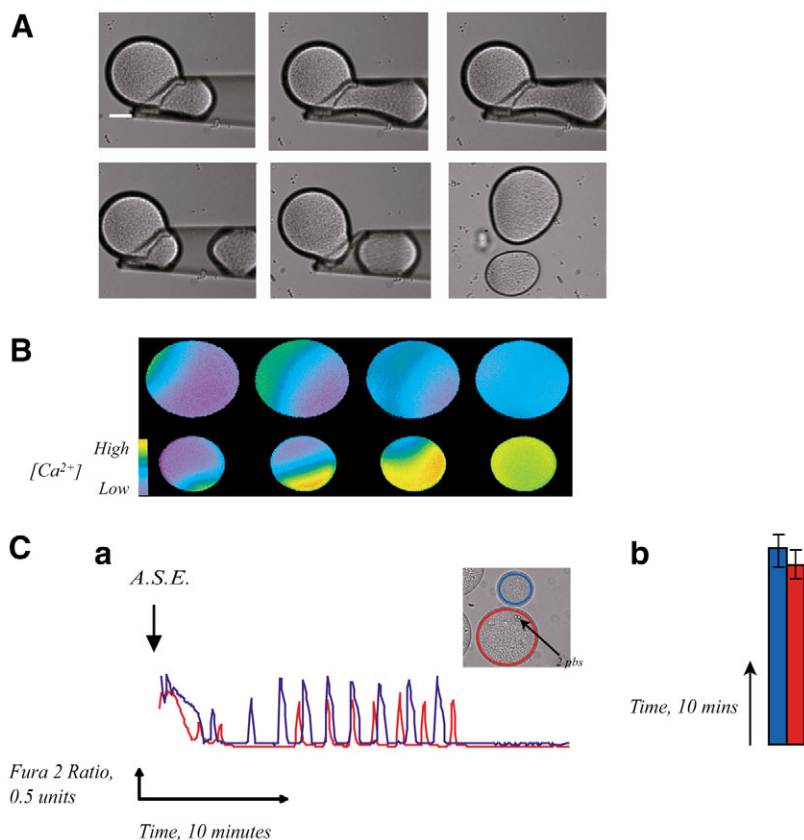 A
B
High
[Ca²⁺]
Low
C
a
b
A.S.E.
2 pbs
Time, 10 mins
Fura 2 Ratio,
0.5 units
Time, 10 minutes